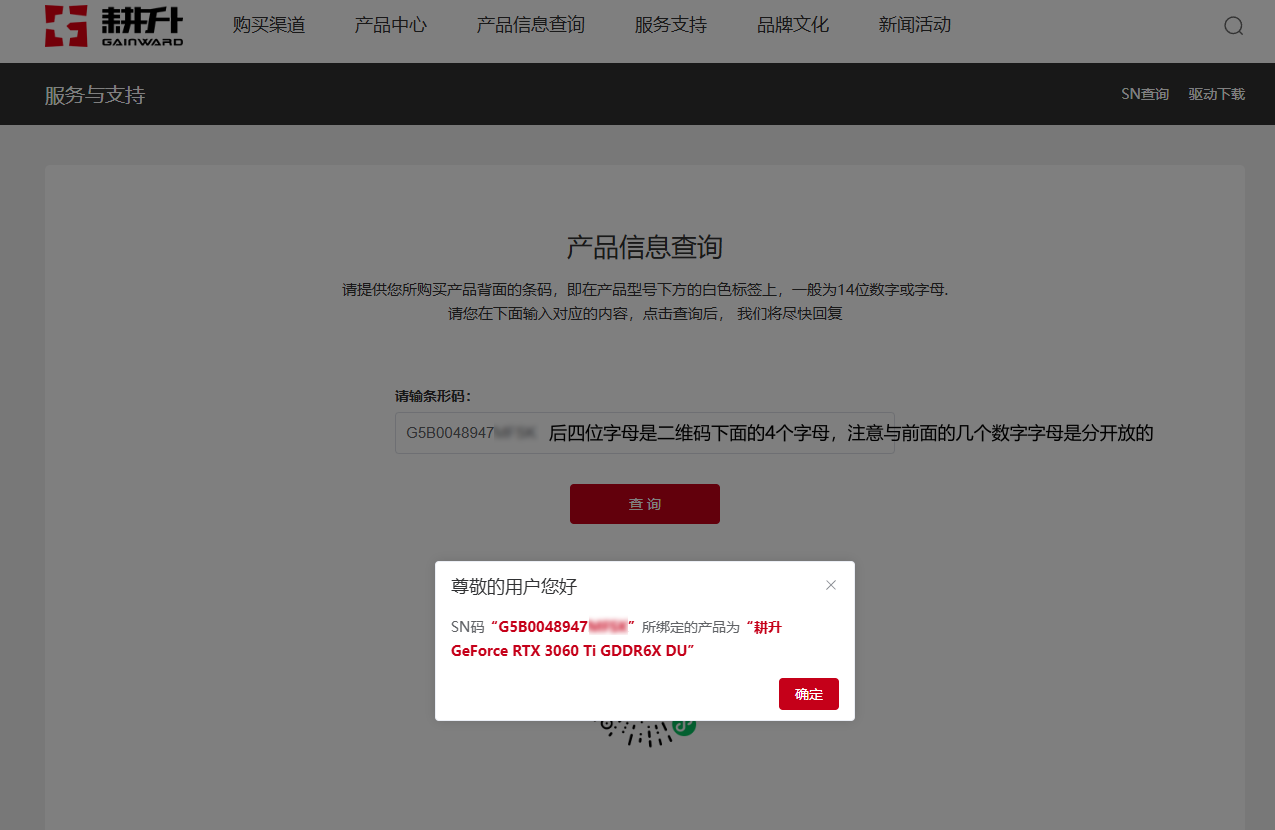 耕升
GAINWARD
购买渠道
产品中心
产品信息查询
服务支持
品牌文化
新闻活动
服务与支持
SN查询
驱动下载
产品信息查询
请提供您所购买产品背面的条码，即在产品型号下方的白色标签上，一般为14位数字或字母.
请您在下面输入对应的内容，点击查询后， 我们将尽快回复
请输条形码：
G5B0048947
后四位字母是二维码下面的4个字母，注意与前面的几个数字字母是分开放的
查 询
尊敬的用户您好
SN码 “G5B0048947 ” 所绑定的产品为 “耕升
GeForce RTX 3060 Ti GDDR6X DU”
确定